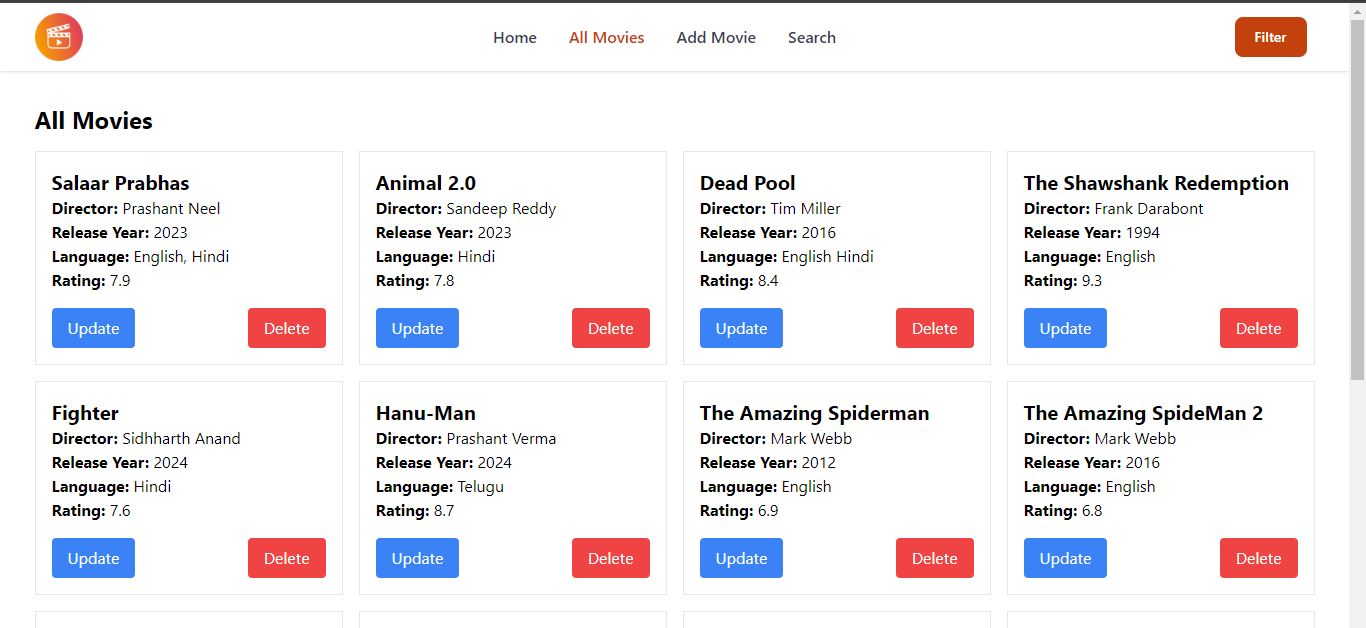 Home
All Movies
Add Movie
Search
Filter
All Movies
Salaar Prabhas
Director: Prashant Neel
Release Year: 2023
Language: English, Hindi
Rating: 7.9
Update
Delete
Animal 2.0
Director: Sandeep Reddy
Release Year: 2023
Language: Hindi
Rating: 7.8
Update
Delete
Dead Pool
Director: Tim Miller
Release Year: 2016
Language: English Hindi
Rating: 8.4
Update
Delete
The Shawshank Redemption
Director: Frank Darabont
Release Year: 1994
Language: English
Rating: 9.3
Update
Delete
Fighter
Director: Sidhharth Anand
Release Year: 2024
Language: Hindi
Rating: 7.6
Update
Delete
Hanu-Man
Director: Prashant Verma
Release Year: 2024
Language: Telugu
Rating: 8.7
Update
Delete
The Amazing Spiderman
Director: Mark Webb
Release Year: 2012
Language: English
Rating: 6.9
Update
Delete
The Amazing SpideMan 2
Director: Mark Webb
Release Year: 2016
Language: English
Rating: 6.8
Update
Delete